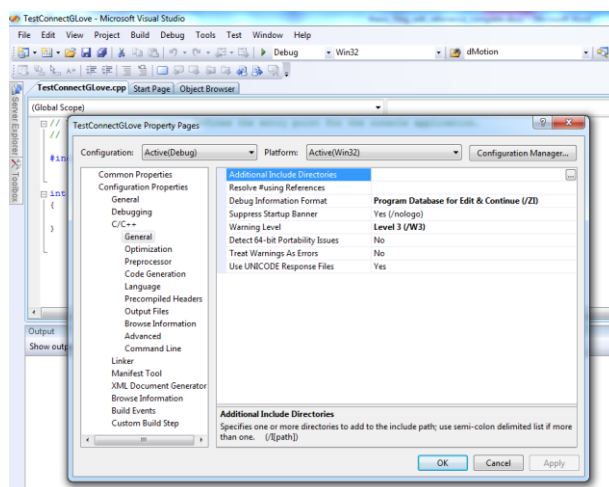 TestConnectGLove - Microsoft Visual Studio
File Edit View Project Build Debug Tools Test Window Help
Debug Win32 dMotion
TestConnectGLove.cpp Start Page Object Browser
(Global Scope)
Server Explorer
Toolbox
//
//
#in
int
{
}
TestConnectGLove Property Pages
Configuration: Active(Debug) Platform: Active(Win32) Configuration Manager...
Common Properties
Configuration Properties
General
Debugging
C/C++
General
Optimization
Preprocessor
Code Generation
Language
Precompiled Headers
Output Files
Browse Information
Advanced
Command Line
Linker
Manifest Tool
XML Document Generator
Browse Information
Build Events
Custom Build Step
Additional Include Directories ...
Resolve #using References
Debug Information Format Program Database for Edit & Continue (/ZI)
Suppress Startup Banner Yes (/nologo)
Warning Level Level 3 (/W3)
Detect 64-bit Portability Issues No
Treat Warnings As Errors No
Use UNICODE Response Files Yes
Additional Include Directories
Specifies one or more directories to add to the include path; use semi-colon delimited list if more
than one. (/I[path])
OK Cancel Apply
Output
Show outp